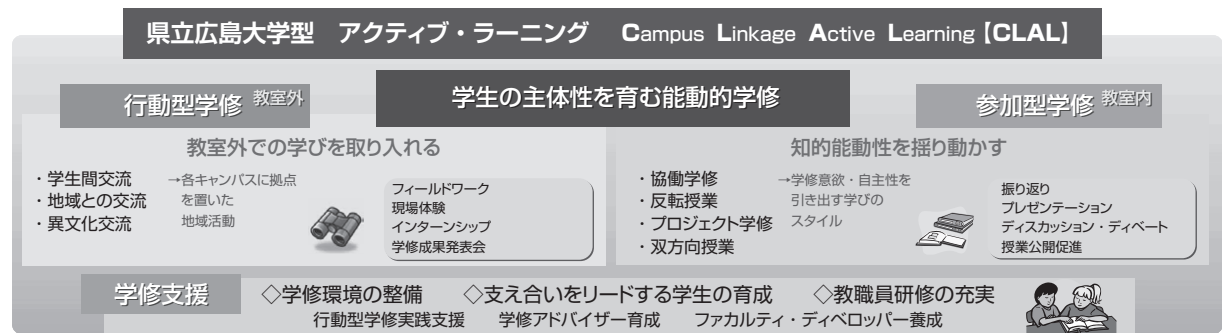 県立広島大学型 アクティブ・ラーニング Campus Linkage Active Learning【CLAL】
学生の主体性を育む能動的学修
行動型学修 教室外
教室外での学びを取り入れる
・学生間交流
・地域との交流
・異文化交流
→各キャンパスに拠点
を置いた
地域活動
フィールドワーク
現場体験
インターンシップ
学修成果発表会
参加型学修 教室内
知的能動性を揺り動かす
・協働学修
・反転授業
・プロジェクト学修
・双方向授業
→学修意欲・自主性を
引き出す学びの
スタイル
振り返り
プレゼンテーション
ディスカッション・ディベート
授業公開促進
学修支援 ◇学修環境の整備 ◇支え合いをリードする学生の育成 ◇教職員研修の充実
行動型学修実践支援 学修アドバイザー育成 ファカルティ・ディベロッパー養成